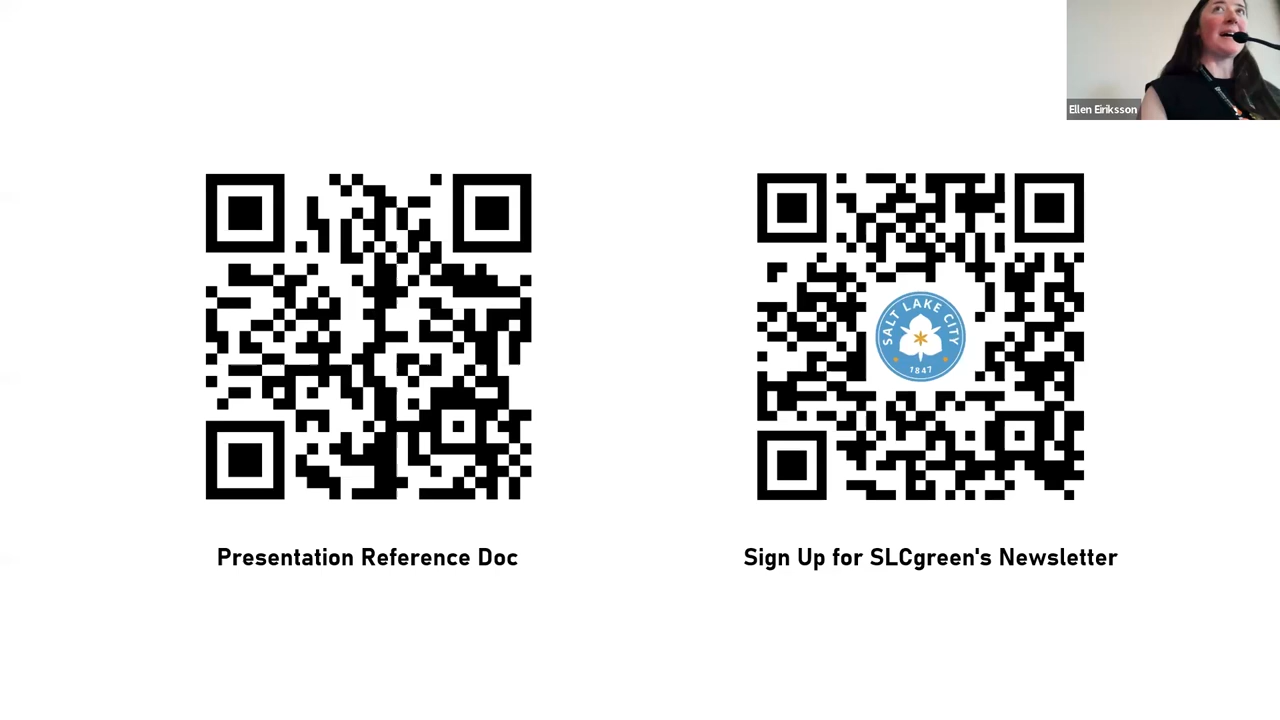 Ellen Eiriksson
SALT LAKE CITY
1847
Presentation Reference Doc
Sign Up for SLCgreen's Newsletter